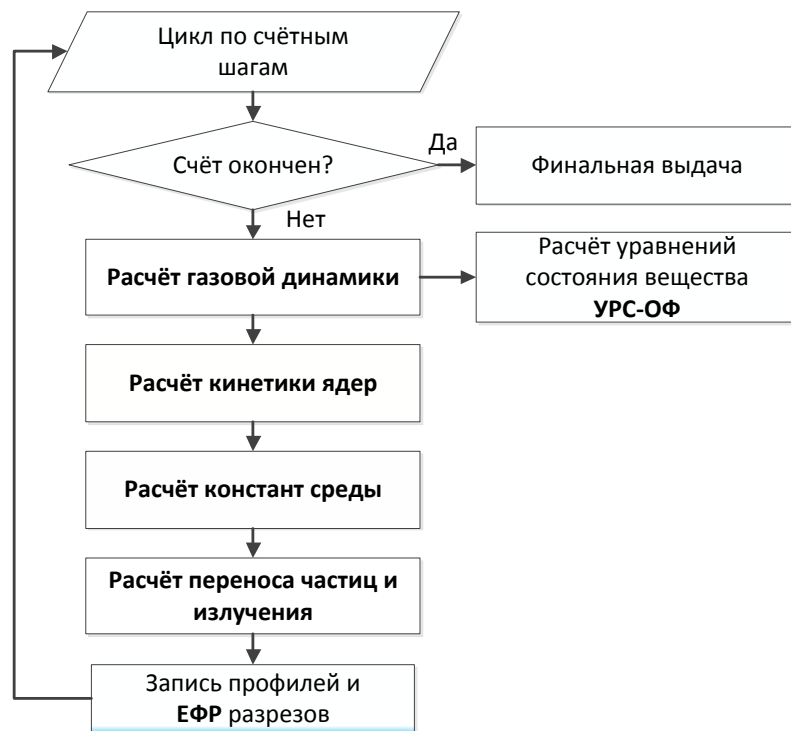 Цикл по счётным
шагам
Счёт окончен?
Да
Финальная выдача
Нет
Расчёт газовой динамики
Расчёт уравнений
состояния вещества
УРС-ОФ
Расчёт кинетики ядер
Расчёт констант среды
Расчёт переноса частиц и
излучения
Запись профилей и
ЕФР разрезов